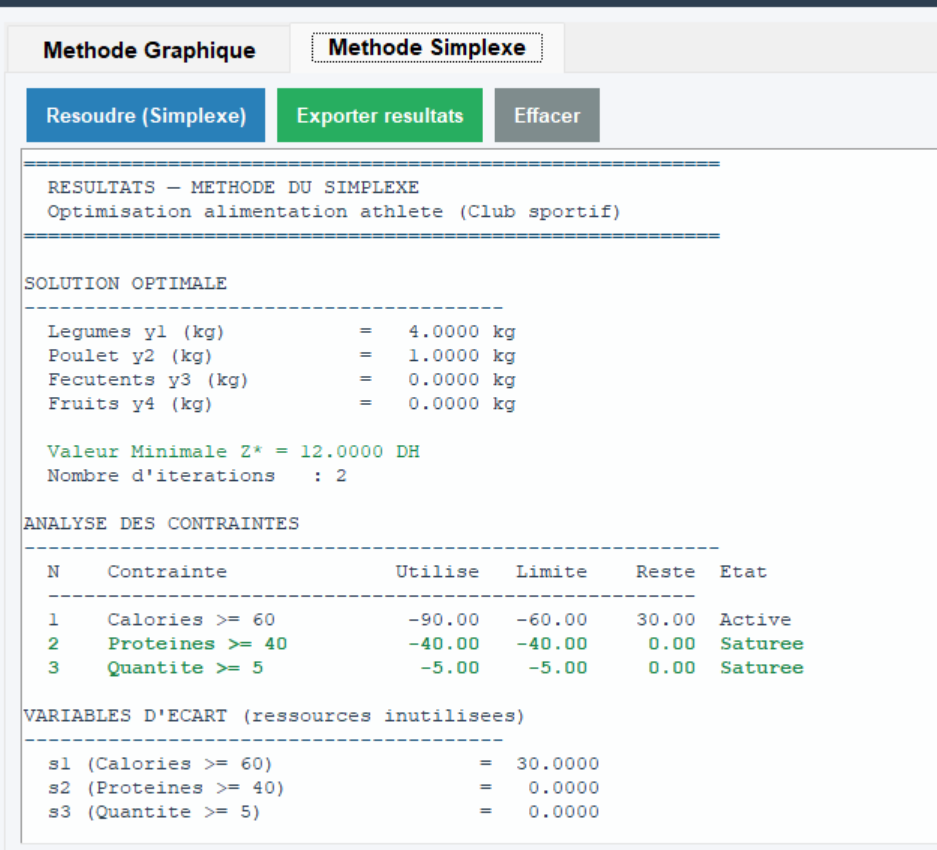 Methode Graphique Methode Simplexe
Resoudre (Simplexe) Exporter resultats Effacer
============================================================
RESULTATS — METHODE DU SIMPLEXE
Optimisation alimentation athlete (Club sportif)
============================================================
SOLUTION OPTIMALE
----------------------------------------
Legumes y1 (kg) = 4.0000 kg
Poulet y2 (kg) = 1.0000 kg
Fecutents y3 (kg) = 0.0000 kg
Fruits y4 (kg) = 0.0000 kg
Valeur Minimale Z* = 12.0000 DH
Nombre d'iterations : 2
ANALYSE DES CONTRAINTES
----------------------------------------------------------
N Contrainte Utilise Limite Reste Etat
------------------------------------------------------
1 Calories >= 60 -90.00 -60.00 30.00 Active
2 Proteines >= 40 -40.00 -40.00 0.00 Saturee
3 Quantite >= 5 -5.00 -5.00 0.00 Saturee
VARIABLES D'ECART (ressources inutilisees)
----------------------------------------
s1 (Calories >= 60) = 30.0000
s2 (Proteines >= 40) = 0.0000
s3 (Quantite >= 5) = 0.0000